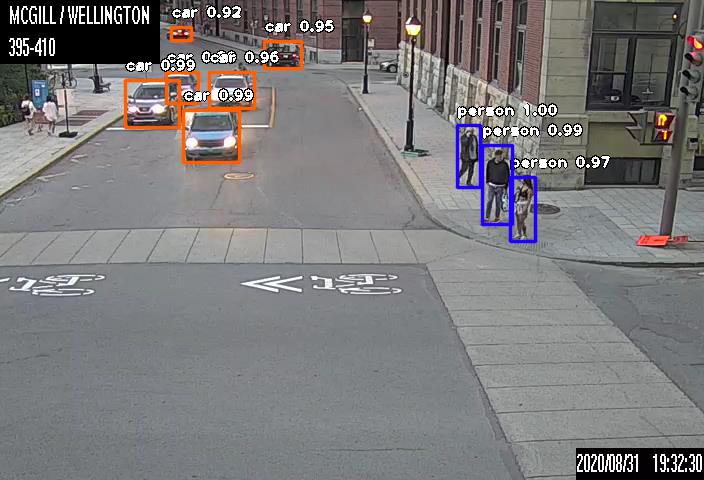 MCGILL / WELLINGTON
395-410
car 0.92
car 0.95
car 0.99
car 0.96
car 0.99
person 1.00
person 0.99
person 0.97
2020/08/31 19:32:30